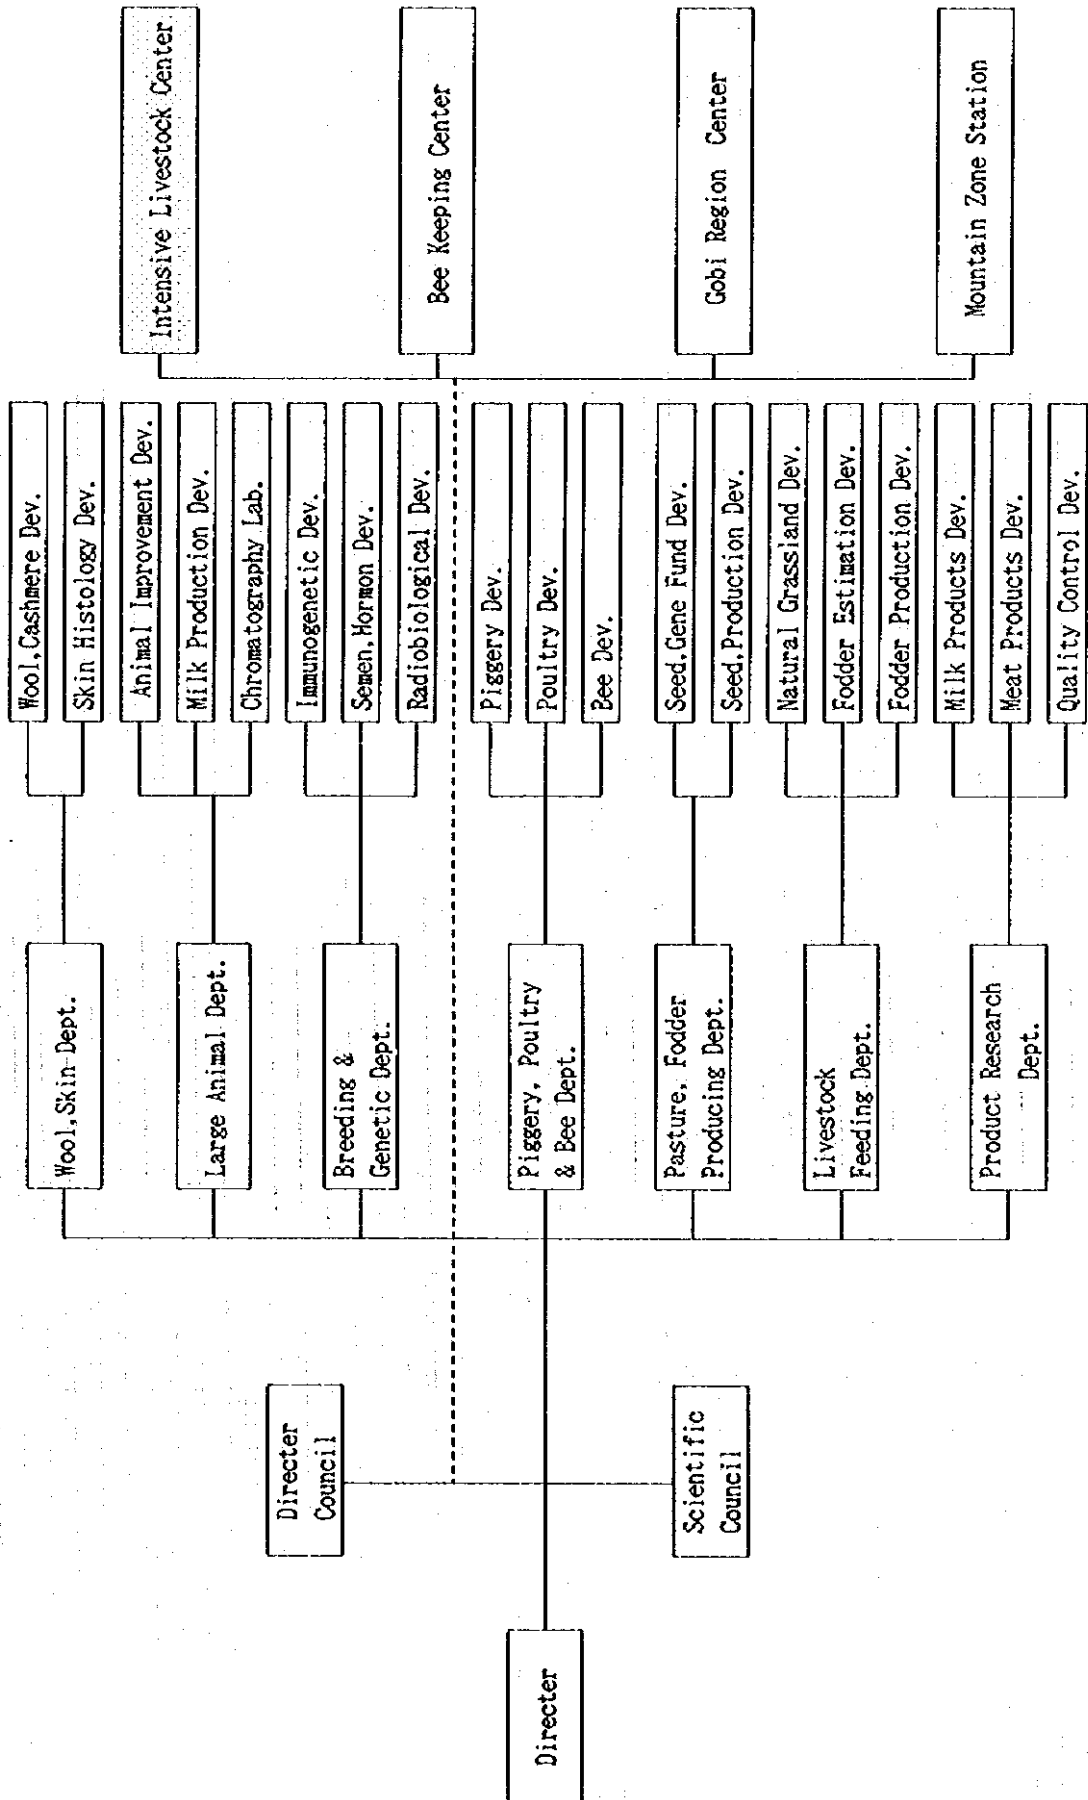 Directer
Directer
Council
Scientific
Council
Wool,Skin Dept.
Large Animal Dept.
Breeding &
Genetic Dept.
Piggery, Poultry
& Bee Dept.
Pasture, Fodder
Producing Dept.
Livestock
Feeding Dept.
Product Research
Dept.
Wool,Cashmere Dev.
Skin Histology Dev.
Animal Improvement Dev.
Milk Production Dev.
Chromatography Lab.
Immunogenetic Dev.
Semen,Hormon Dev.
Radiobiological Dev.
Piggery Dev.
Poultry Dev.
Bee Dev.
Seed,Gene Fund Dev.
Seed,Production Dev.
Natural Grassland Dev.
Fodder Estimation Dev.
Fodder Production Dev.
Milk Products Dev.
Meat Products Dev.
Quality Control Dev.
Intensive Livestock Center
Bee Keeping Center
Gobi Region Center
Mountain Zone Station